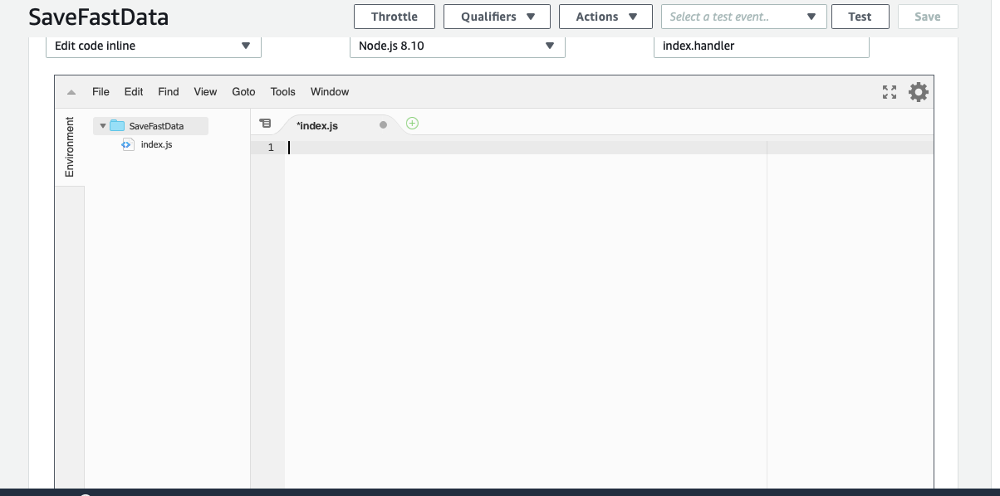 SaveFastData
Throttle
Qualifiers
Actions
Select a test event..
Test
Save
Edit code inline
Node.js 8.10
index.handler
File Edit Find View Goto Tools Window
Environment
SaveFastData
index.js
*index.js
1